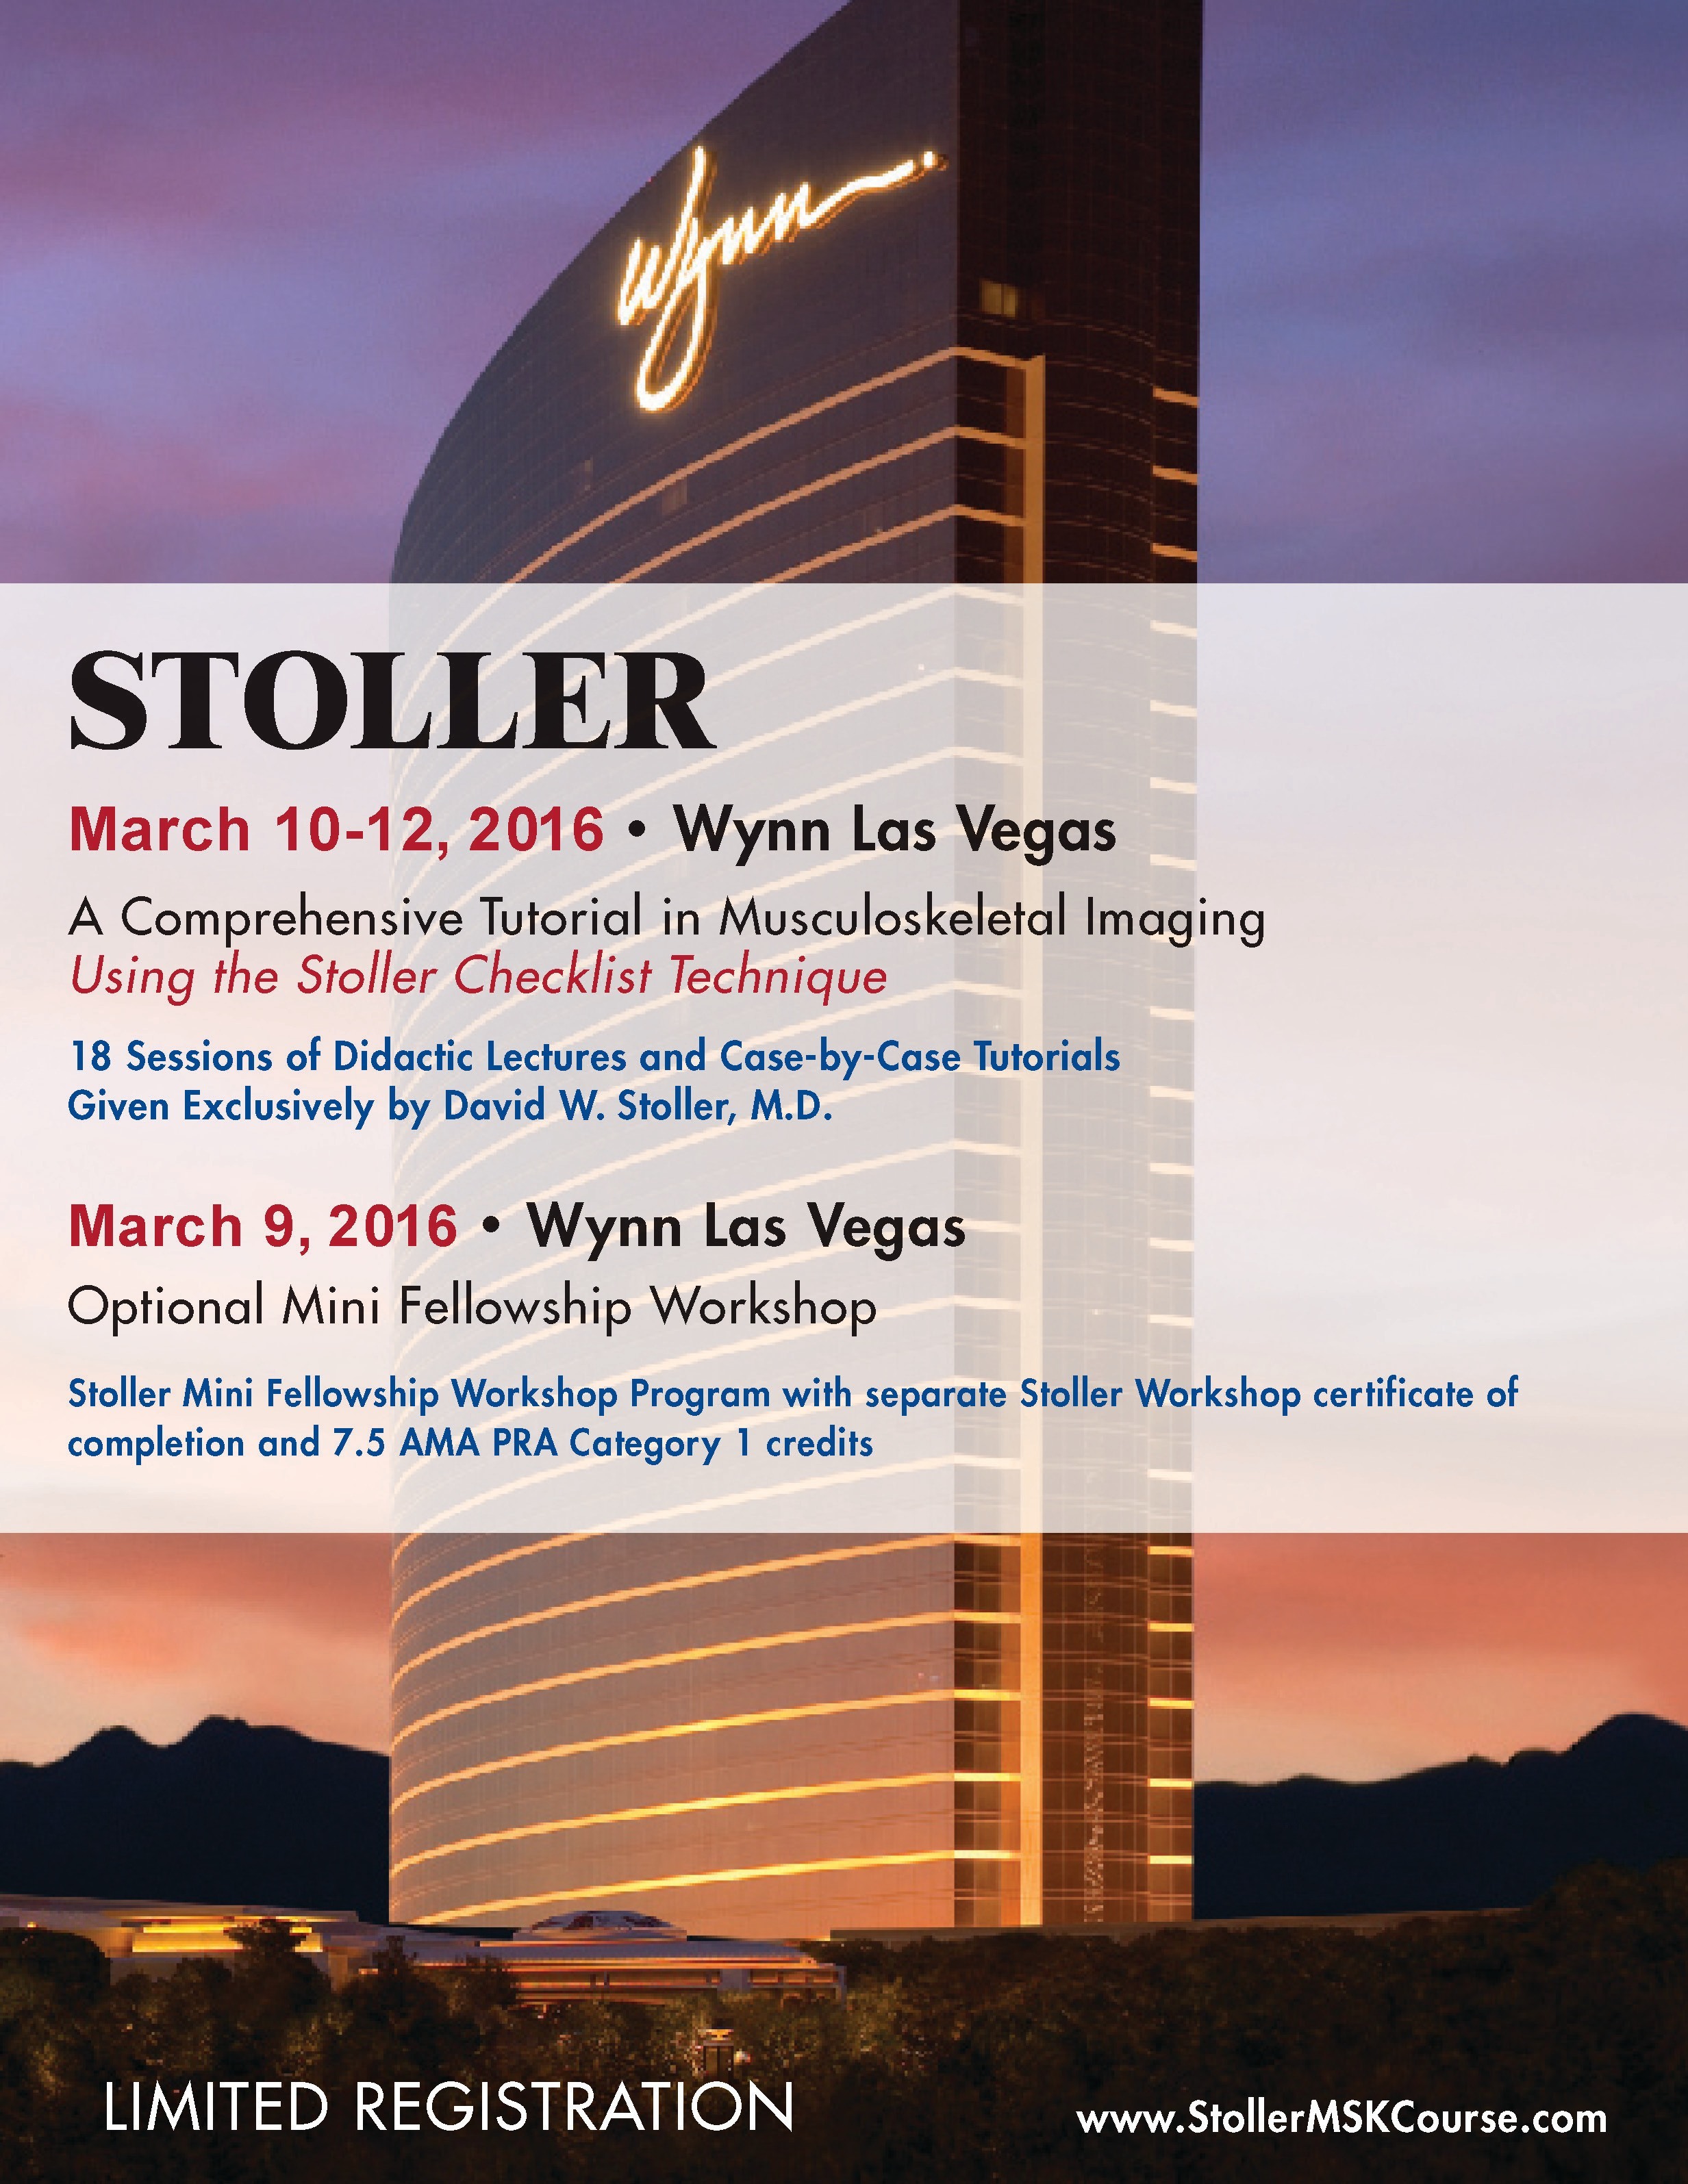 Wynn
STOLLER
March 10-12, 2016 • Wynn Las Vegas
A Comprehensive Tutorial in Musculoskeletal Imaging
Using the Stoller Checklist Technique
18 Sessions of Didactic Lectures and Case-by-Case Tutorials
Given Exclusively by David W. Stoller, M.D.
March 9, 2016 • Wynn Las Vegas
Optional Mini Fellowship Workshop
Stoller Mini Fellowship Workshop Program with separate Stoller Workshop certificate of
completion and 7.5 AMA PRA Category 1 credits
LIMITED REGISTRATION
www.StollerMSKCourse.com